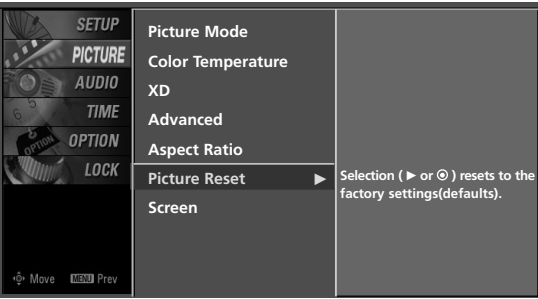 SETUP
PICTURE
AUDIO
TIME
OPTION
LOCK
Move MENU Prev
Picture Mode
Color Temperature
XD
Advanced
Aspect Ratio
Picture Reset ▶
Screen
Selection ( ▶ or ⦿ ) resets to the
factory settings(defaults).